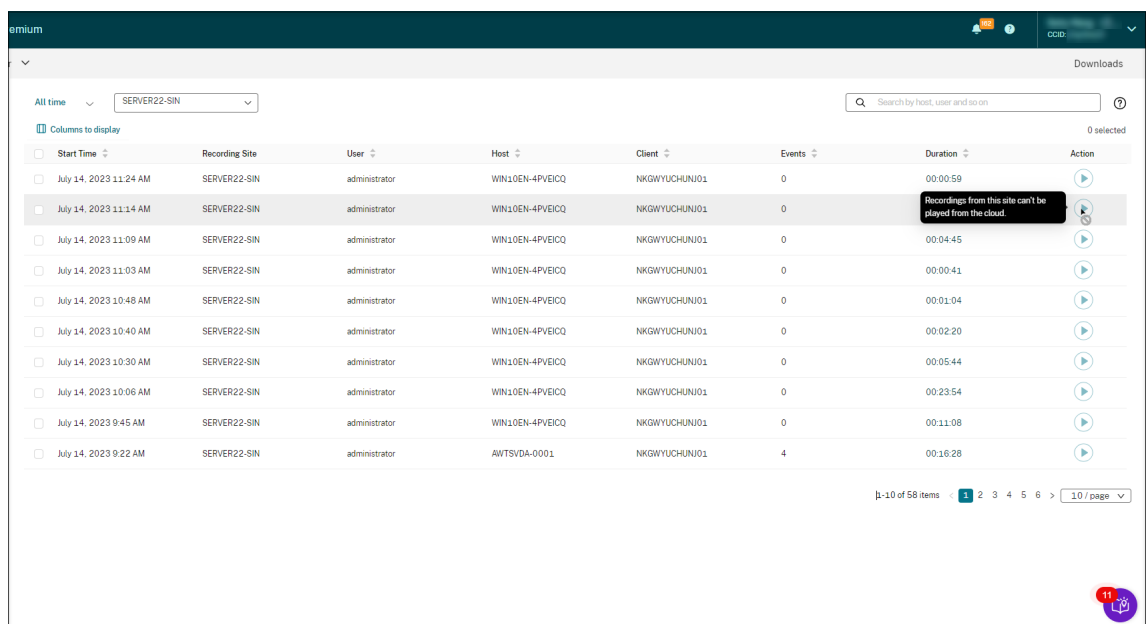 emium 162
CCID:
r Downloads
All time SERVER22-SIN Search by host, user and so on
Columns to display 0 selected
Start Time Recording Site User Host Client Events Duration Action
July 14, 2023 11:24 AM SERVER22-SIN administrator WIN10EN-4PVEICQ NKGWYUCHUNJ01 0 00:00:59
Recordings from this site can't be
July 14, 2023 11:14 AM SERVER22-SIN administrator WIN10EN-4PVEICQ NKGWYUCHUNJ01 0 played from the cloud.
July 14, 2023 11:09 AM SERVER22-SIN administrator WIN10EN-4PVEICQ NKGWYUCHUNJ01 0 00:04:45
July 14, 2023 11:03 AM SERVER22-SIN administrator WIN10EN-4PVEICQ NKGWYUCHUNJ01 0 00:00:41
July 14, 2023 10:48 AM SERVER22-SIN administrator WIN10EN-4PVEICQ NKGWYUCHUNJ01 0 00:01:04
July 14, 2023 10:40 AM SERVER22-SIN administrator WIN10EN-4PVEICQ NKGWYUCHUNJ01 0 00:02:20
July 14, 2023 10:30 AM SERVER22-SIN administrator WIN10EN-4PVEICQ NKGWYUCHUNJ01 0 00:05:44
July 14, 2023 10:06 AM SERVER22-SIN administrator WIN10EN-4PVEICQ NKGWYUCHUNJ01 0 00:23:54
July 14, 2023 9:45 AM SERVER22-SIN administrator WIN10EN-4PVEICQ NKGWYUCHUNJ01 0 00:11:08
July 14, 2023 9:22 AM SERVER22-SIN administrator AWTSVDA-0001 NKGWYUCHUNJ01 4 00:16:28
1-10 of 58 items < 1 2 3 4 5 6 > 10 / page
11